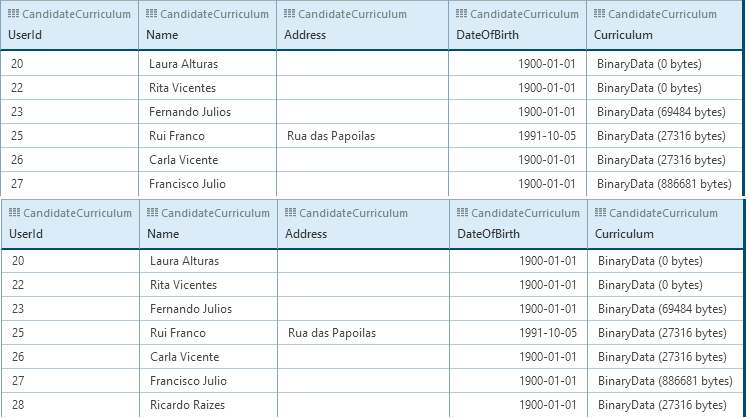 CandidateCurriculum CandidateCurriculum CandidateCurriculum CandidateCurriculum CandidateCurriculum
UserId Name Address DateOfBirth Curriculum
20 Laura Alturas 1900-01-01 BinaryData (0 bytes)
22 Rita Vicentes 1900-01-01 BinaryData (0 bytes)
23 Fernando Julios 1900-01-01 BinaryData (69484 bytes)
25 Rui Franco Rua das Papoilas 1991-10-05 BinaryData (27316 bytes)
26 Carla Vicente 1900-01-01 BinaryData (27316 bytes)
27 Francisco Julio 1900-01-01 BinaryData (886681 bytes)
CandidateCurriculum CandidateCurriculum CandidateCurriculum CandidateCurriculum CandidateCurriculum
UserId Name Address DateOfBirth Curriculum
20 Laura Alturas 1900-01-01 BinaryData (0 bytes)
22 Rita Vicentes 1900-01-01 BinaryData (0 bytes)
23 Fernando Julios 1900-01-01 BinaryData (69484 bytes)
25 Rui Franco Rua das Papoilas 1991-10-05 BinaryData (27316 bytes)
26 Carla Vicente 1900-01-01 BinaryData (27316 bytes)
27 Francisco Julio 1900-01-01 BinaryData (886681 bytes)
28 Ricardo Raizes 1900-01-01 BinaryData (27316 bytes)